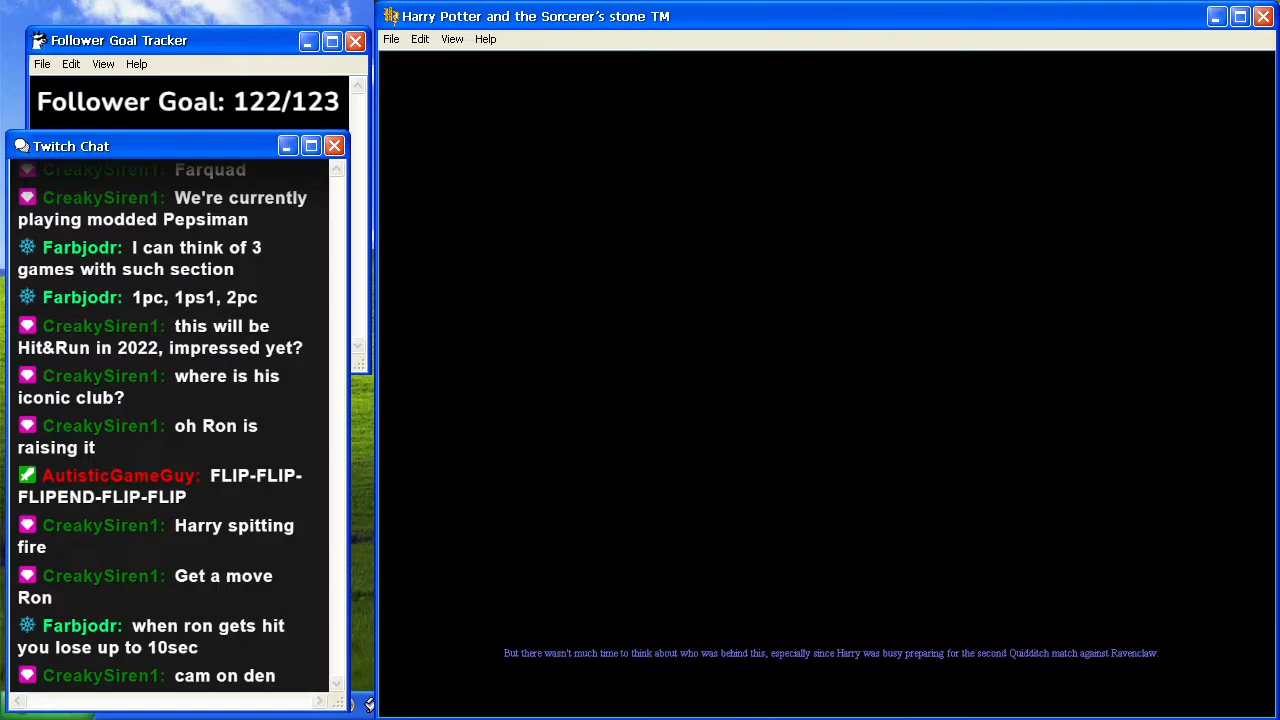 Follower Goal Tracker
File Edit View Help
Follower Goal: 122/123
Twitch Chat
Farquad
CreakySiren1: We're currently
playing modded Pepsiman
Farbjodr: I can think of 3
games with such section
Farbjodr: 1pc, 1ps1, 2pc
CreakySiren1: this will be
Hit&Run in 2022, impressed yet?
CreakySiren1: where is his
iconic club?
CreakySiren1: oh Ron is
raising it
AutisticGameGuy: FLIP-FLIP-
FLIPEND-FLIP-FLIP
CreakySiren1: Harry spitting
fire
CreakySiren1: Get a move
Ron
Farbjodr: when ron gets hit
you lose up to 10sec
CreakySiren1: cam on den
Harry Potter and the Sorcerer's stone TM
File Edit View Help
But there wasn't much time to think about who was behind this, especially since Harry was busy preparing for the second Quidditch match against Ravenclaw.